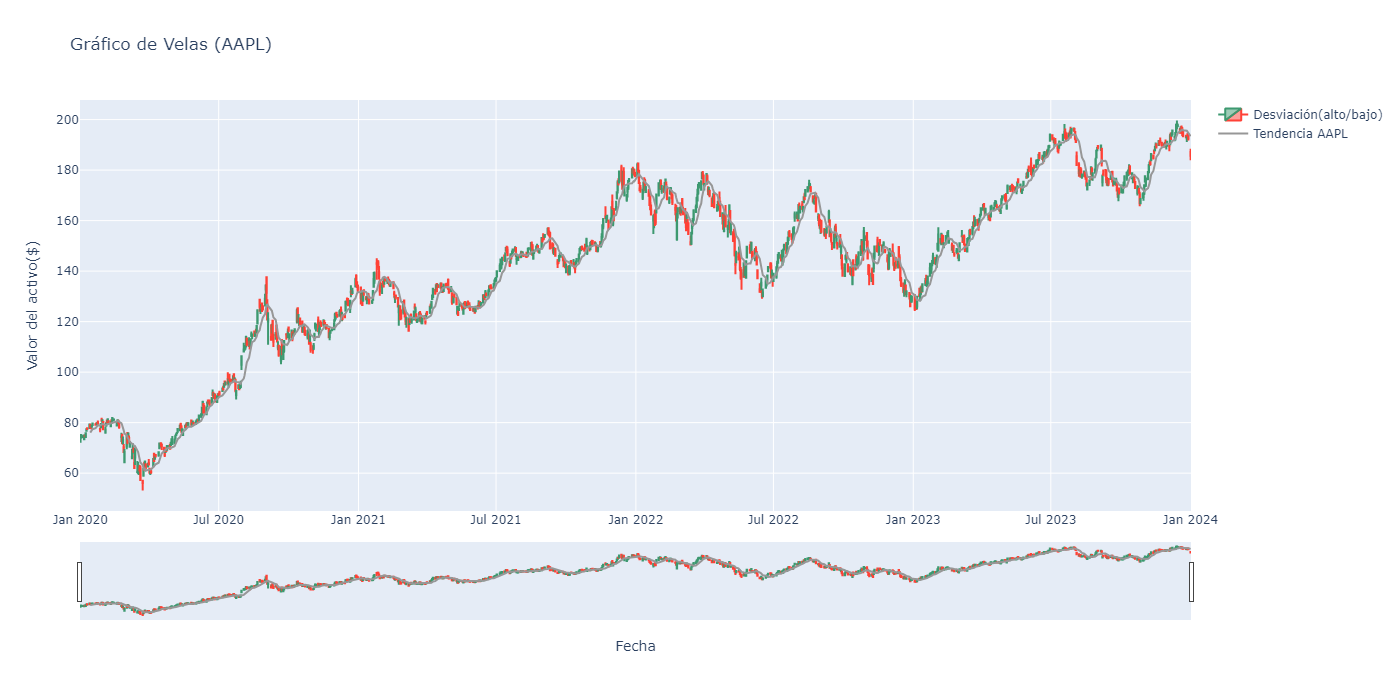 Gráfico de Velas (AAPL)
Desviación(alto/bajo)
Tendencia AAPL
Valor del activo($)
200
180
160
140
120
100
80
60
Jan 2020
Jul 2020
Jan 2021
Jul 2021
Jan 2022
Jul 2022
Jan 2023
Jul 2023
Jan 2024
Fecha